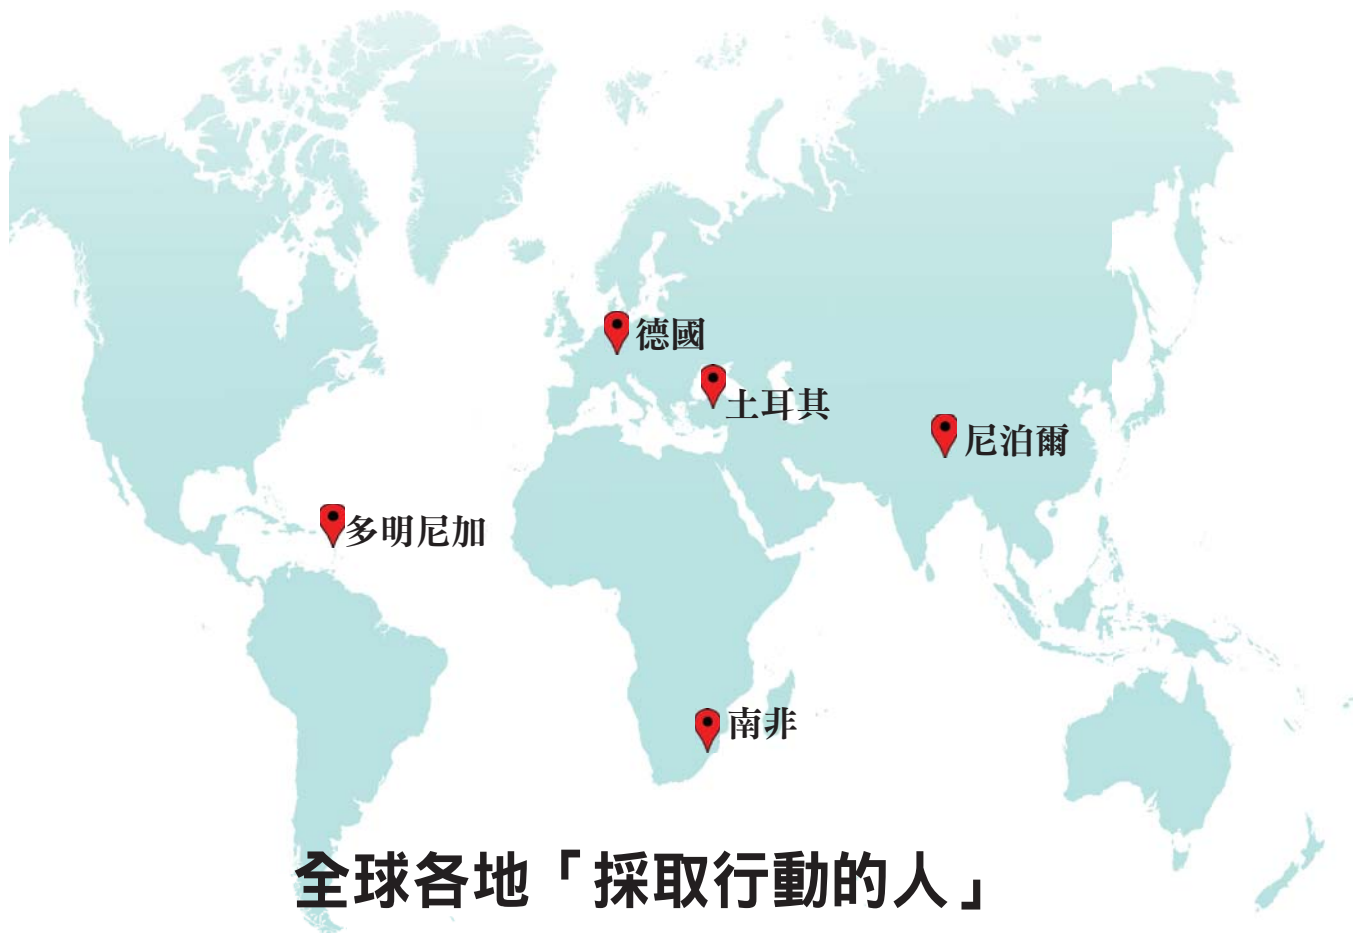 德國
土耳其
尼泊爾
多明尼加
南非
全球各地「採取行動的人」